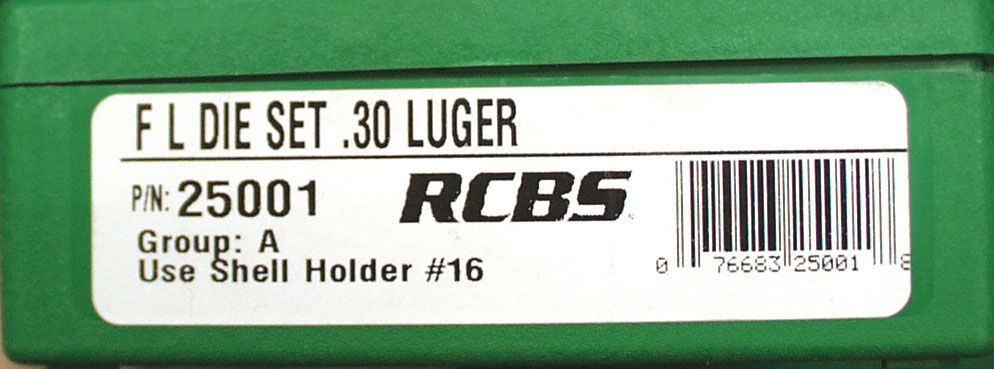 F L DIE SET .30 LUGER
P/N: 25001
RCBS
Group: A
Use Shell Holder #16
0 76683 25001 8